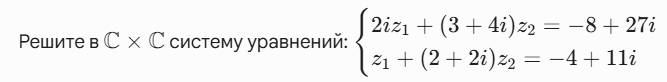 Решите в ℂ × ℂ систему уравнений: { 2iz₁ + (3 + 4i)z₂ = −8 + 27i
z₁ + (2 + 2i)z₂ = −4 + 11i